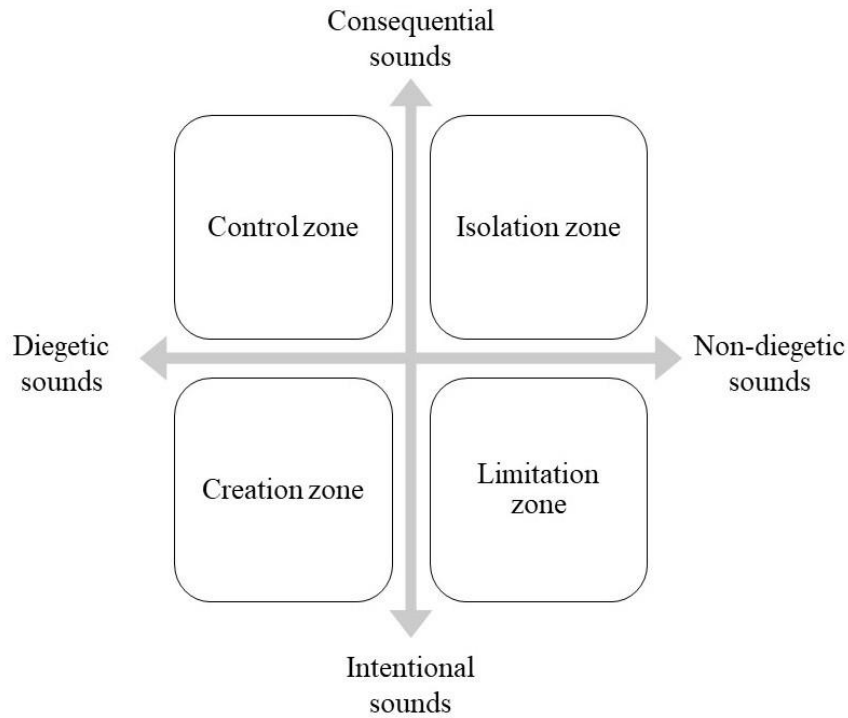 Consequential
sounds
Control zone
Isolation zone
Diegetic
sounds
Non-diegetic
sounds
Creation zone
Limitation
zone
Intentional
sounds